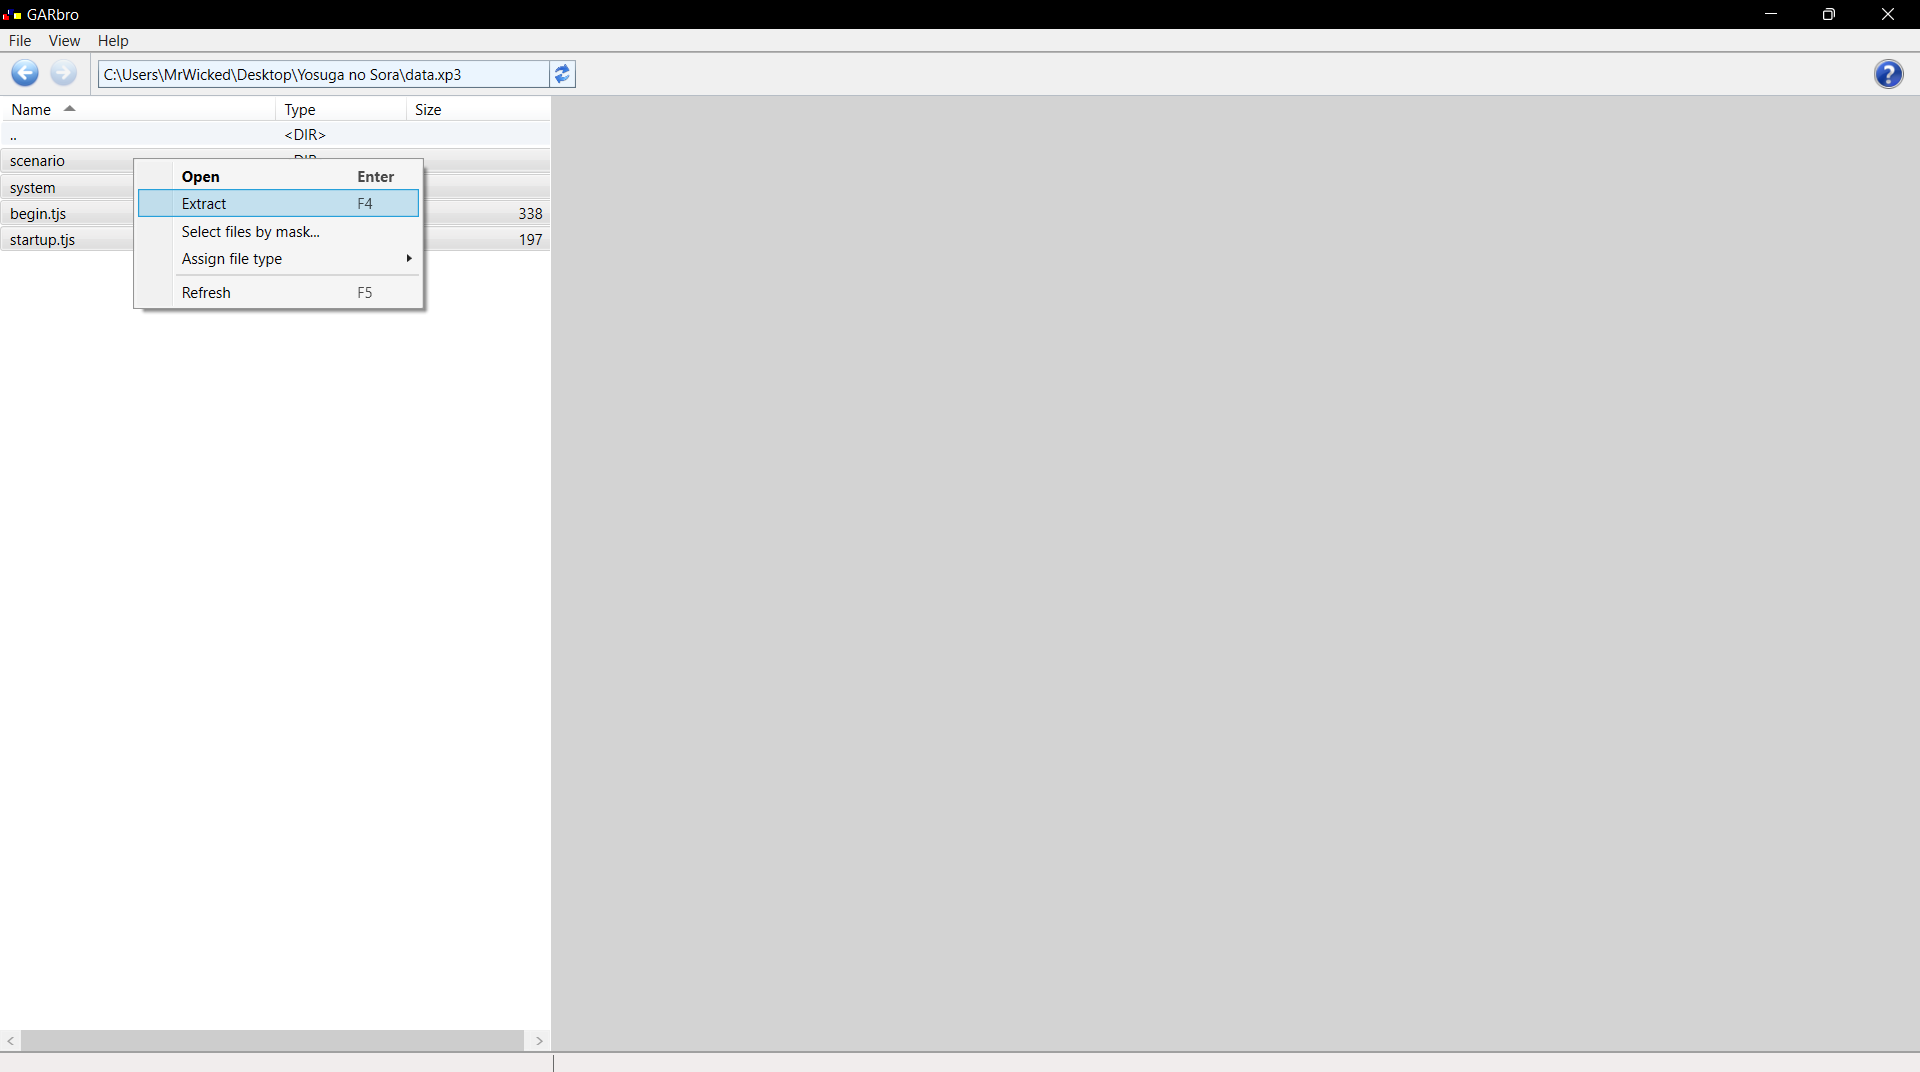 GARbro
File View Help
C:\Users\MrWicked\Desktop\Yosuga no Sora\data.xp3
Name Type Size
.. <DIR>
scenario
system
begin.tjs 338
startup.tjs 197
Open Enter
Extract F4
Select files by mask...
Assign file type
Refresh F5